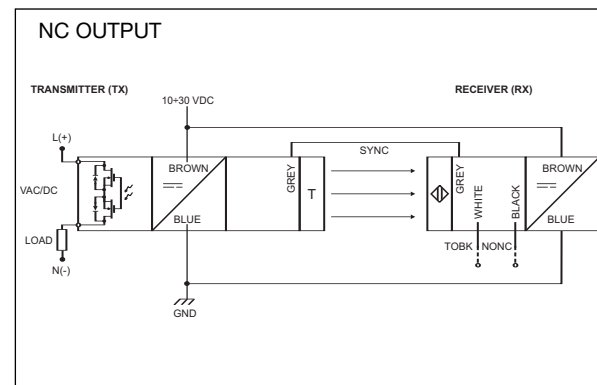 NC OUTPUT
TRANSMITTER (TX)
RECEIVER (RX)
10÷30 VDC
L(+)
SYNC
VAC/DC
BROWN
GREY
T
GREY
WHITE
BLACK
BROWN
BLUE
BLUE
LOAD
TOBK
NONC
N(-)
GND